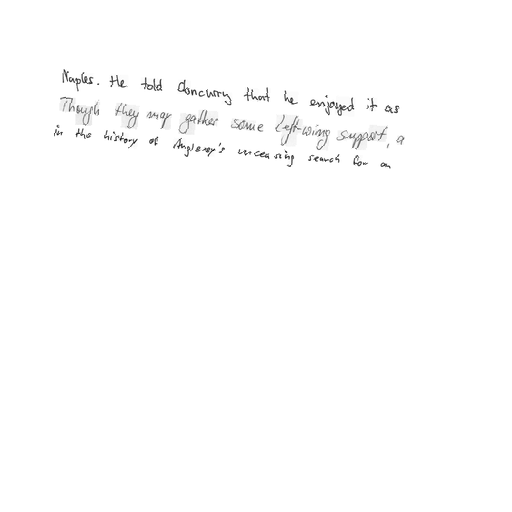 Naples. He told Doncurry that he enjoyed it as
Though they may gather some Left-wing support, a
in the history of Anglesey's unceasing search for an